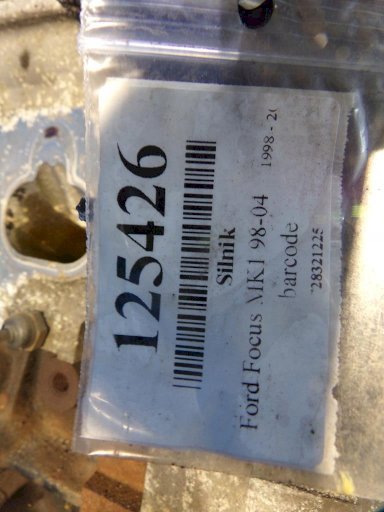 125426
Silnik
Ford Focus MK1 98-04 1998 - 20
barcode
28321225